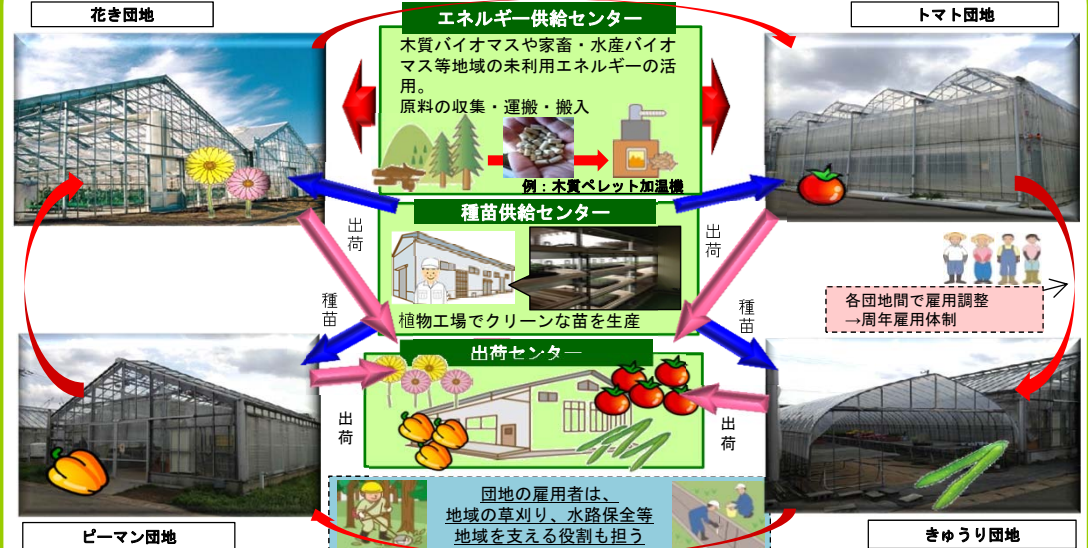 花き団地
エネルギー供給センター
トマト団地
木質バイオマスや家畜・水産バイオ
マス等地域の未利用エネルギーの活
用。
原料の収集・運搬・搬入
例：木質ペレット加温機
種苗供給センター
出荷
出荷
種苗
種苗
植物工場でクリーンな苗を生産
各団地間で雇用調整
→周年雇用体制
出荷センター
出荷
出荷
団地の雇用者は、
地域の草刈り、水路保全等
地域を支える役割も担う
ピーマン団地
きゅうり団地